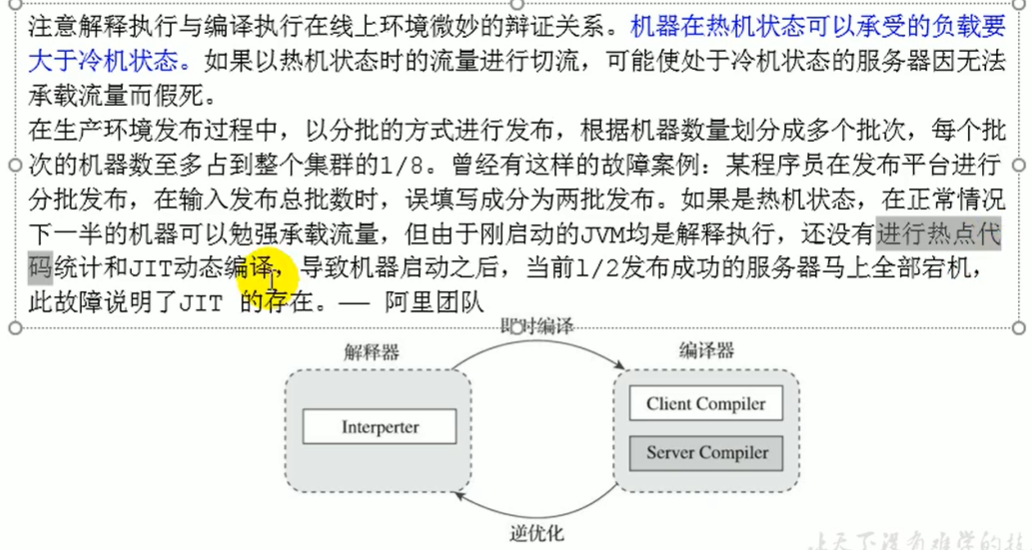 注意解释执行与编译执行在线上环境微妙的辩证关系。机器在热机状态可以承受的负载要
大于冷机状态。如果以热机状态时的流量进行切流，可能使处于冷机状态的服务器因无法
承载流量而假死。
在生产环境发布过程中，以分批的方式进行发布，根据机器数量划分成多个批次，每个批
次的机器数至多占到整个集群的1/8。曾经有这样的故障案例：某程序员在发布平台进行
分批发布，在输入发布总批数时，误填写成分为两批发布。如果是热机状态，在正常情况
下一半的机器可以勉强承载流量，但由于刚启动的JVM均是解释执行，还没有进行热点代
码统计和JIT动态编译，导致机器启动之后，当前1/2发布成功的服务器马上全部宕机，
此故障说明了JIT 的存在。—— 阿里团队
即时编译
解释器
编译器
Interperter
Client Compiler
Server Compiler
逆优化
上天下没有难学的技